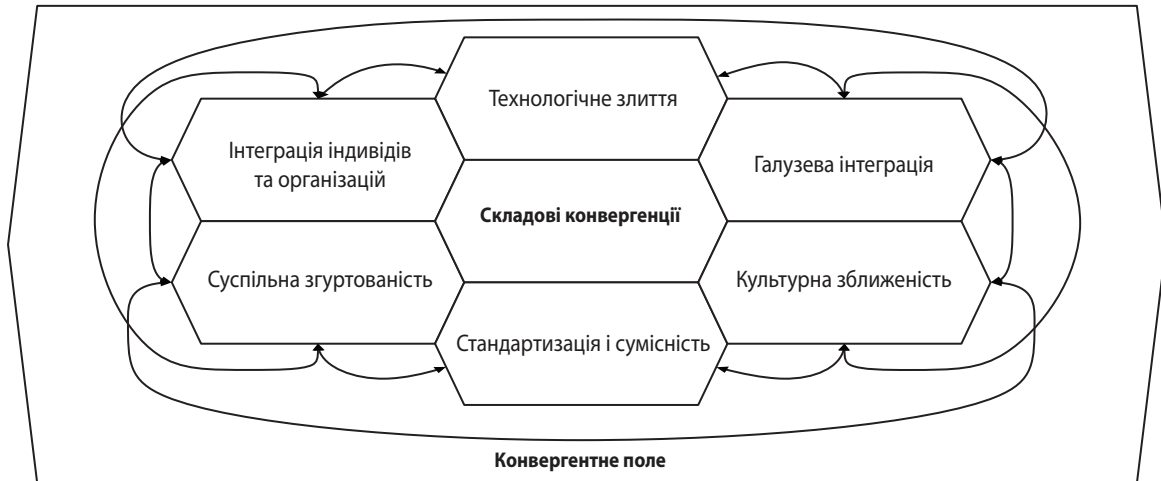 Технологічне злиття
Інтеграція індивідів
та організацій
Галузева інтеграція
Складові конвергенції
Суспільна згуртованість
Культурна зближеність
Стандартизація і сумісність
Конвергентне поле